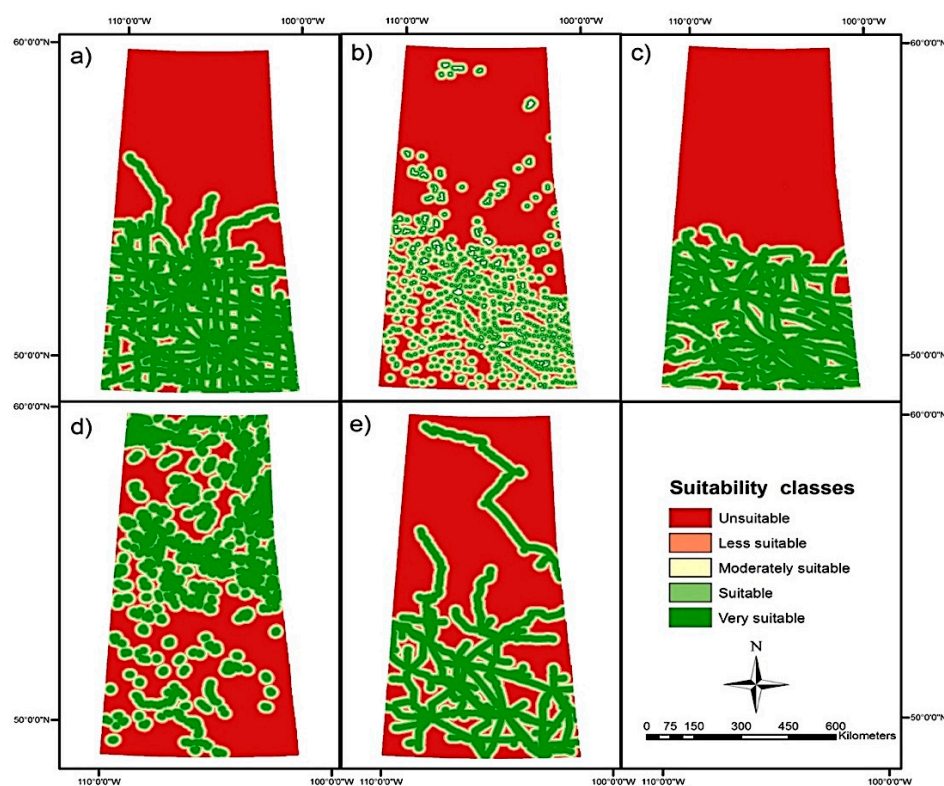 110°0'0"W 100°0'0"W 110°0'0"W 100°0'0"W 110°0'0"W 100°0'0"W
60°0'0"N 60°0'0"N
a) b) c)
50°0'0"N 50°0'0"N
60°0'0"N 60°0'0"N
d) e)
Suitability classes
Unsuitable
Less suitable
Moderately suitable
Suitable
Very suitable
N
50°0'0"N 50°0'0"N
0 75 150 300 450 600
Kilometers
110°0'0"W 100°0'0"W 110°0'0"W 100°0'0"W 110°0'0"W 100°0'0"W